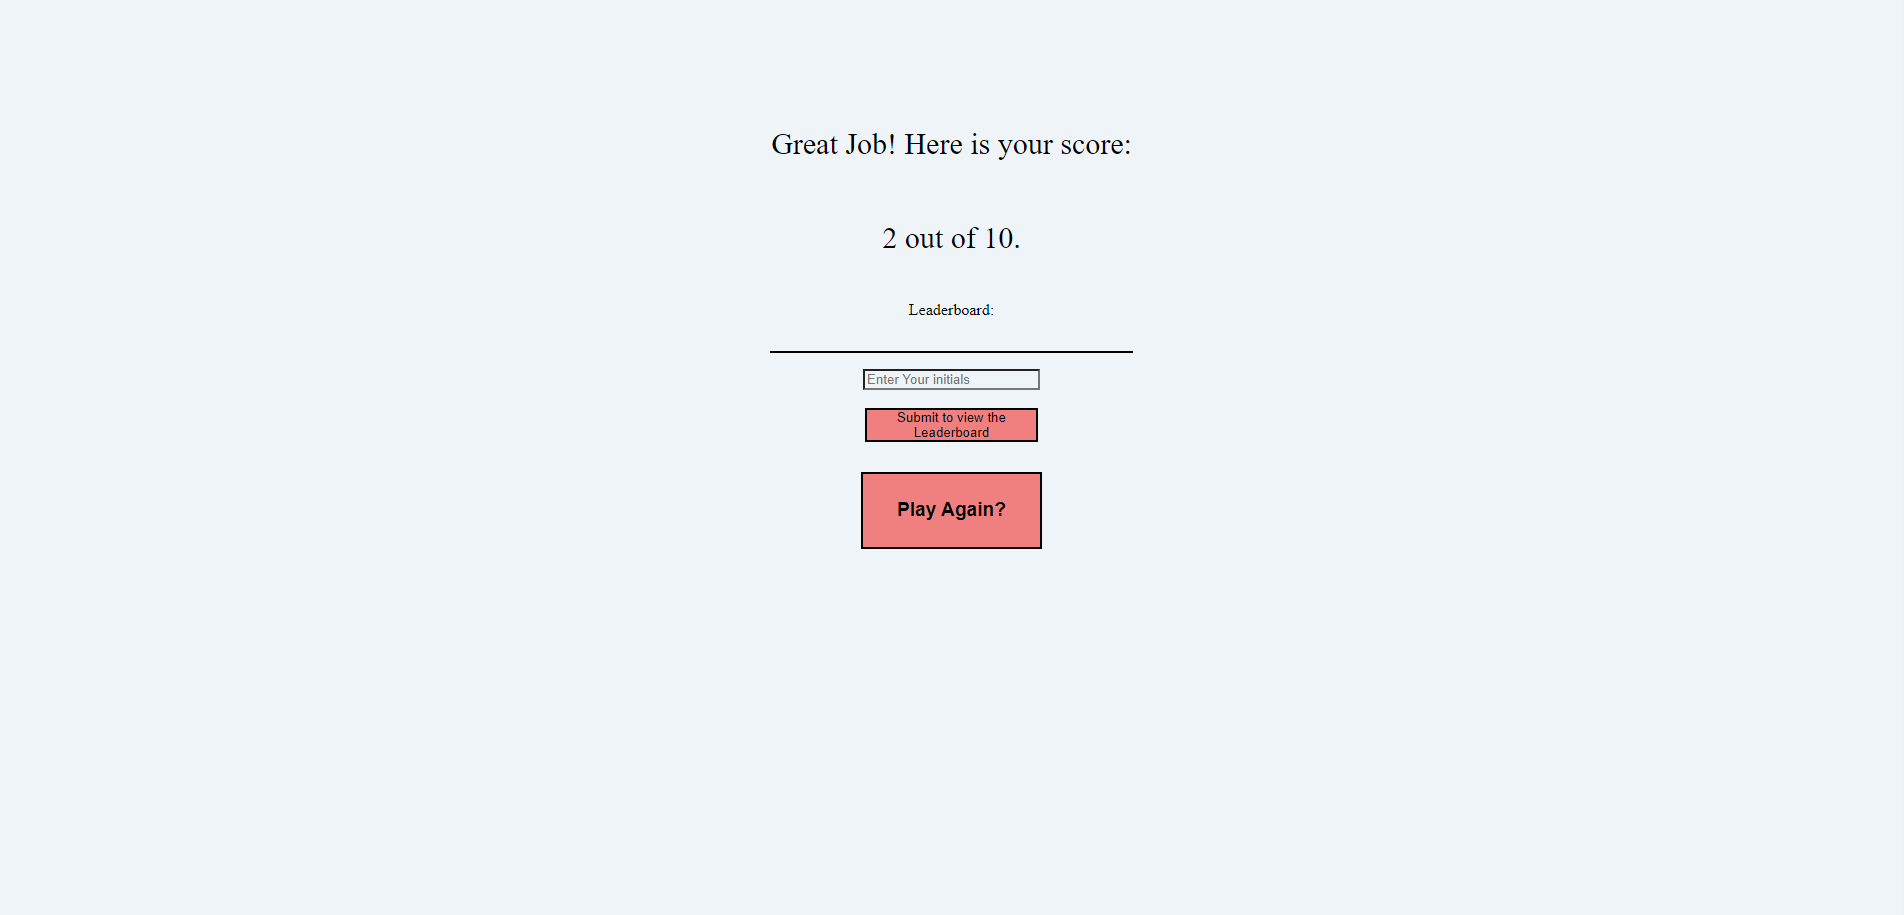 Great Job! Here is your score:
2 out of 10.
Leaderboard:
Enter Your initials
Submit to view the
Leaderboard
Play Again?